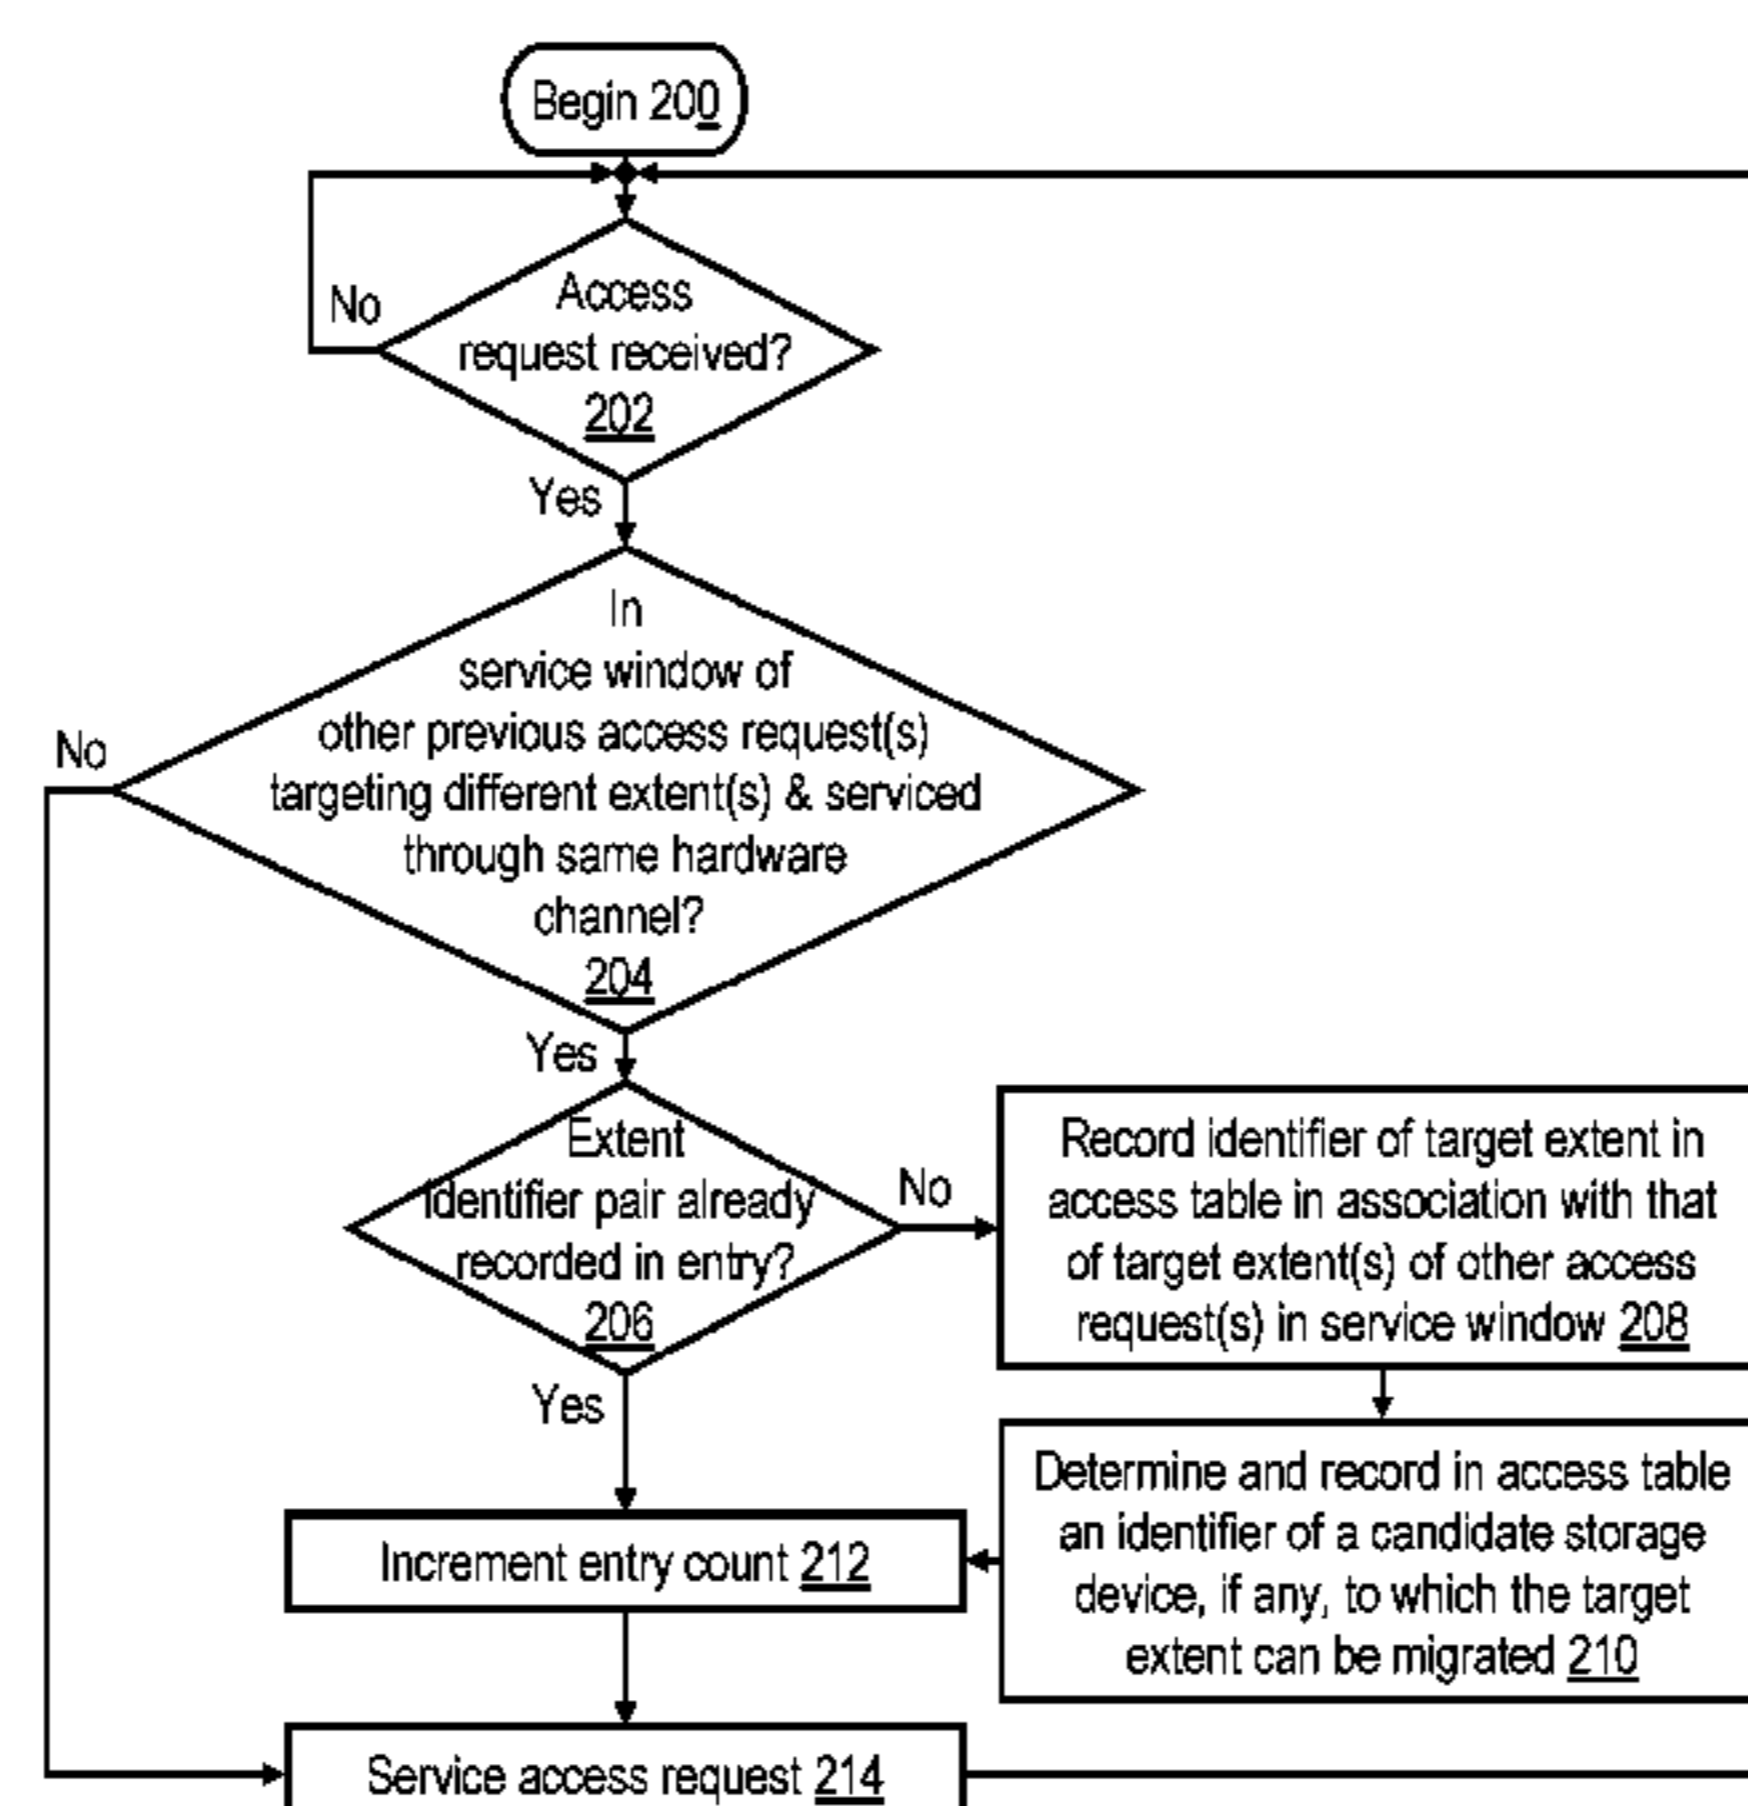 Begin 200
No
Access
request received?
202
Yes
In
service window of
other previous access request(s)
targeting different extent(s) & serviced
through same hardware
channel?
204
No
Yes
Extent
identifier pair already
recorded in entry?
206
No
Record identifier of target extent in
access table in association with that
of target extent(s) of other access
request(s) in service window 208
Yes
Determine and record in access table
an identifier of a candidate storage
device, if any, to which the target
extent can be migrated 210
Increment entry count 212
Service access request 214